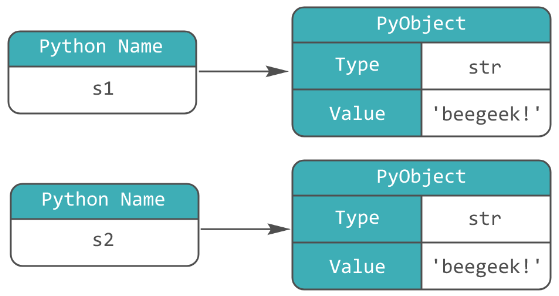 PyObject
Python Name
Type str
s1
Value 'beegeek!'
PyObject
Python Name
Type str
s2
Value 'beegeek!'